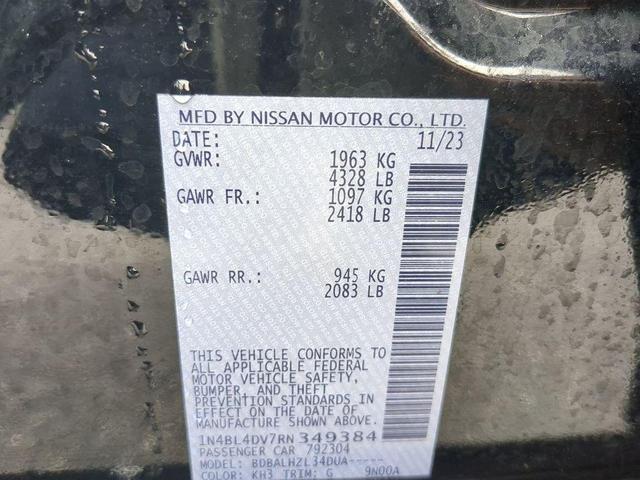 MFD BY NISSAN MOTOR CO., LTD.
DATE: 11/23
GVWR: 1963 KG
4328 LB
GAWR FR.: 1097 KG
2418 LB
GAWR RR.: 945 KG
2083 LB
THIS VEHICLE CONFORMS TO
ALL APPLICABLE FEDERAL
MOTOR VEHICLE SAFETY,
BUMPER, AND THEFT
PREVENTION STANDARDS IN
EFFECT ON THE DATE OF
MANUFACTURE SHOWN ABOVE.
1N4BL4DV7RN349384
PASSENGER CAR 792304
MODEL: BDBALHZL34DUA-----
COLOR: KH3 TRIM: G 9N00A